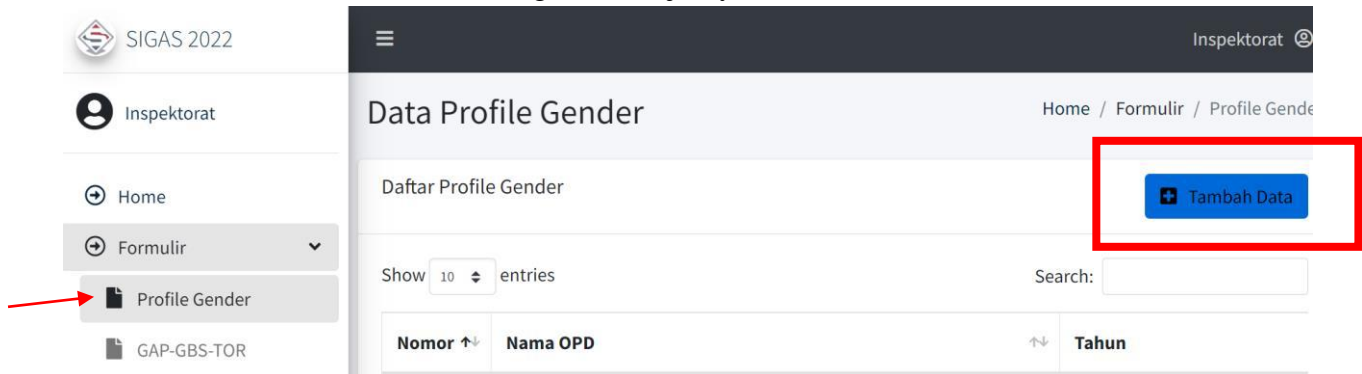 SIGAS 2022
Inspektorat
Inspektorat
Data Profile Gender
Home / Formulir / Profile Gende
Home
Formulir
Profile Gender
GAP-GBS-TOR
Daftar Profile Gender
Tambah Data
Show 10 entries
Search:
Nomor Nama OPD Tahun